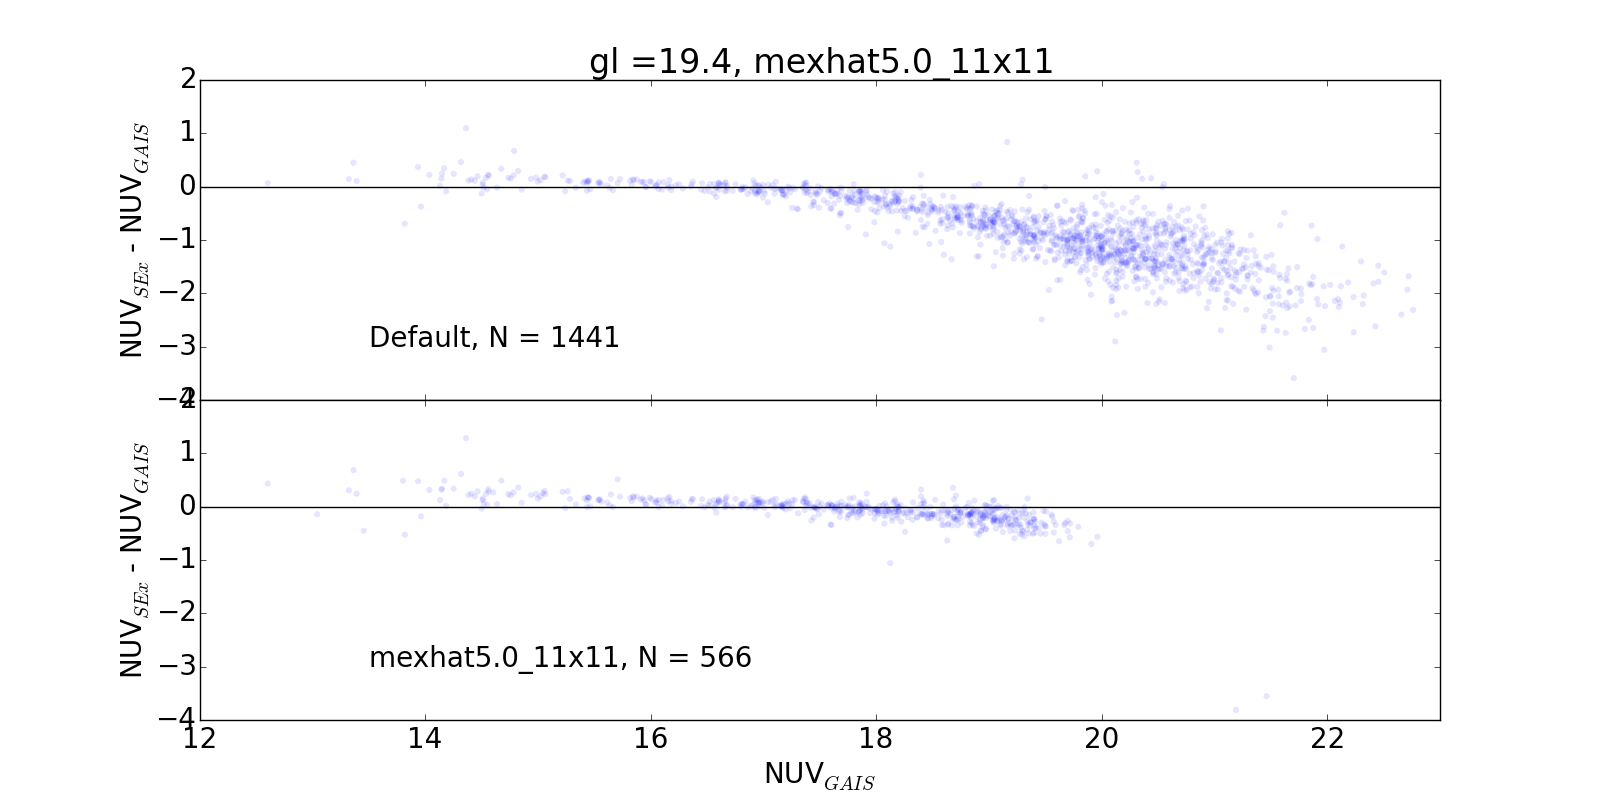 gl =19.4, mexhat5.0_11x11
NUV_SEx - NUV_GAIS
2
1
0
−1
−2
−3
−4
Default, N = 1441
NUV_SEx - NUV_GAIS
2
1
0
−1
−2
−3
−4
mexhat5.0_11x11, N = 566
12 14 16 18 20 22
NUV_GAIS